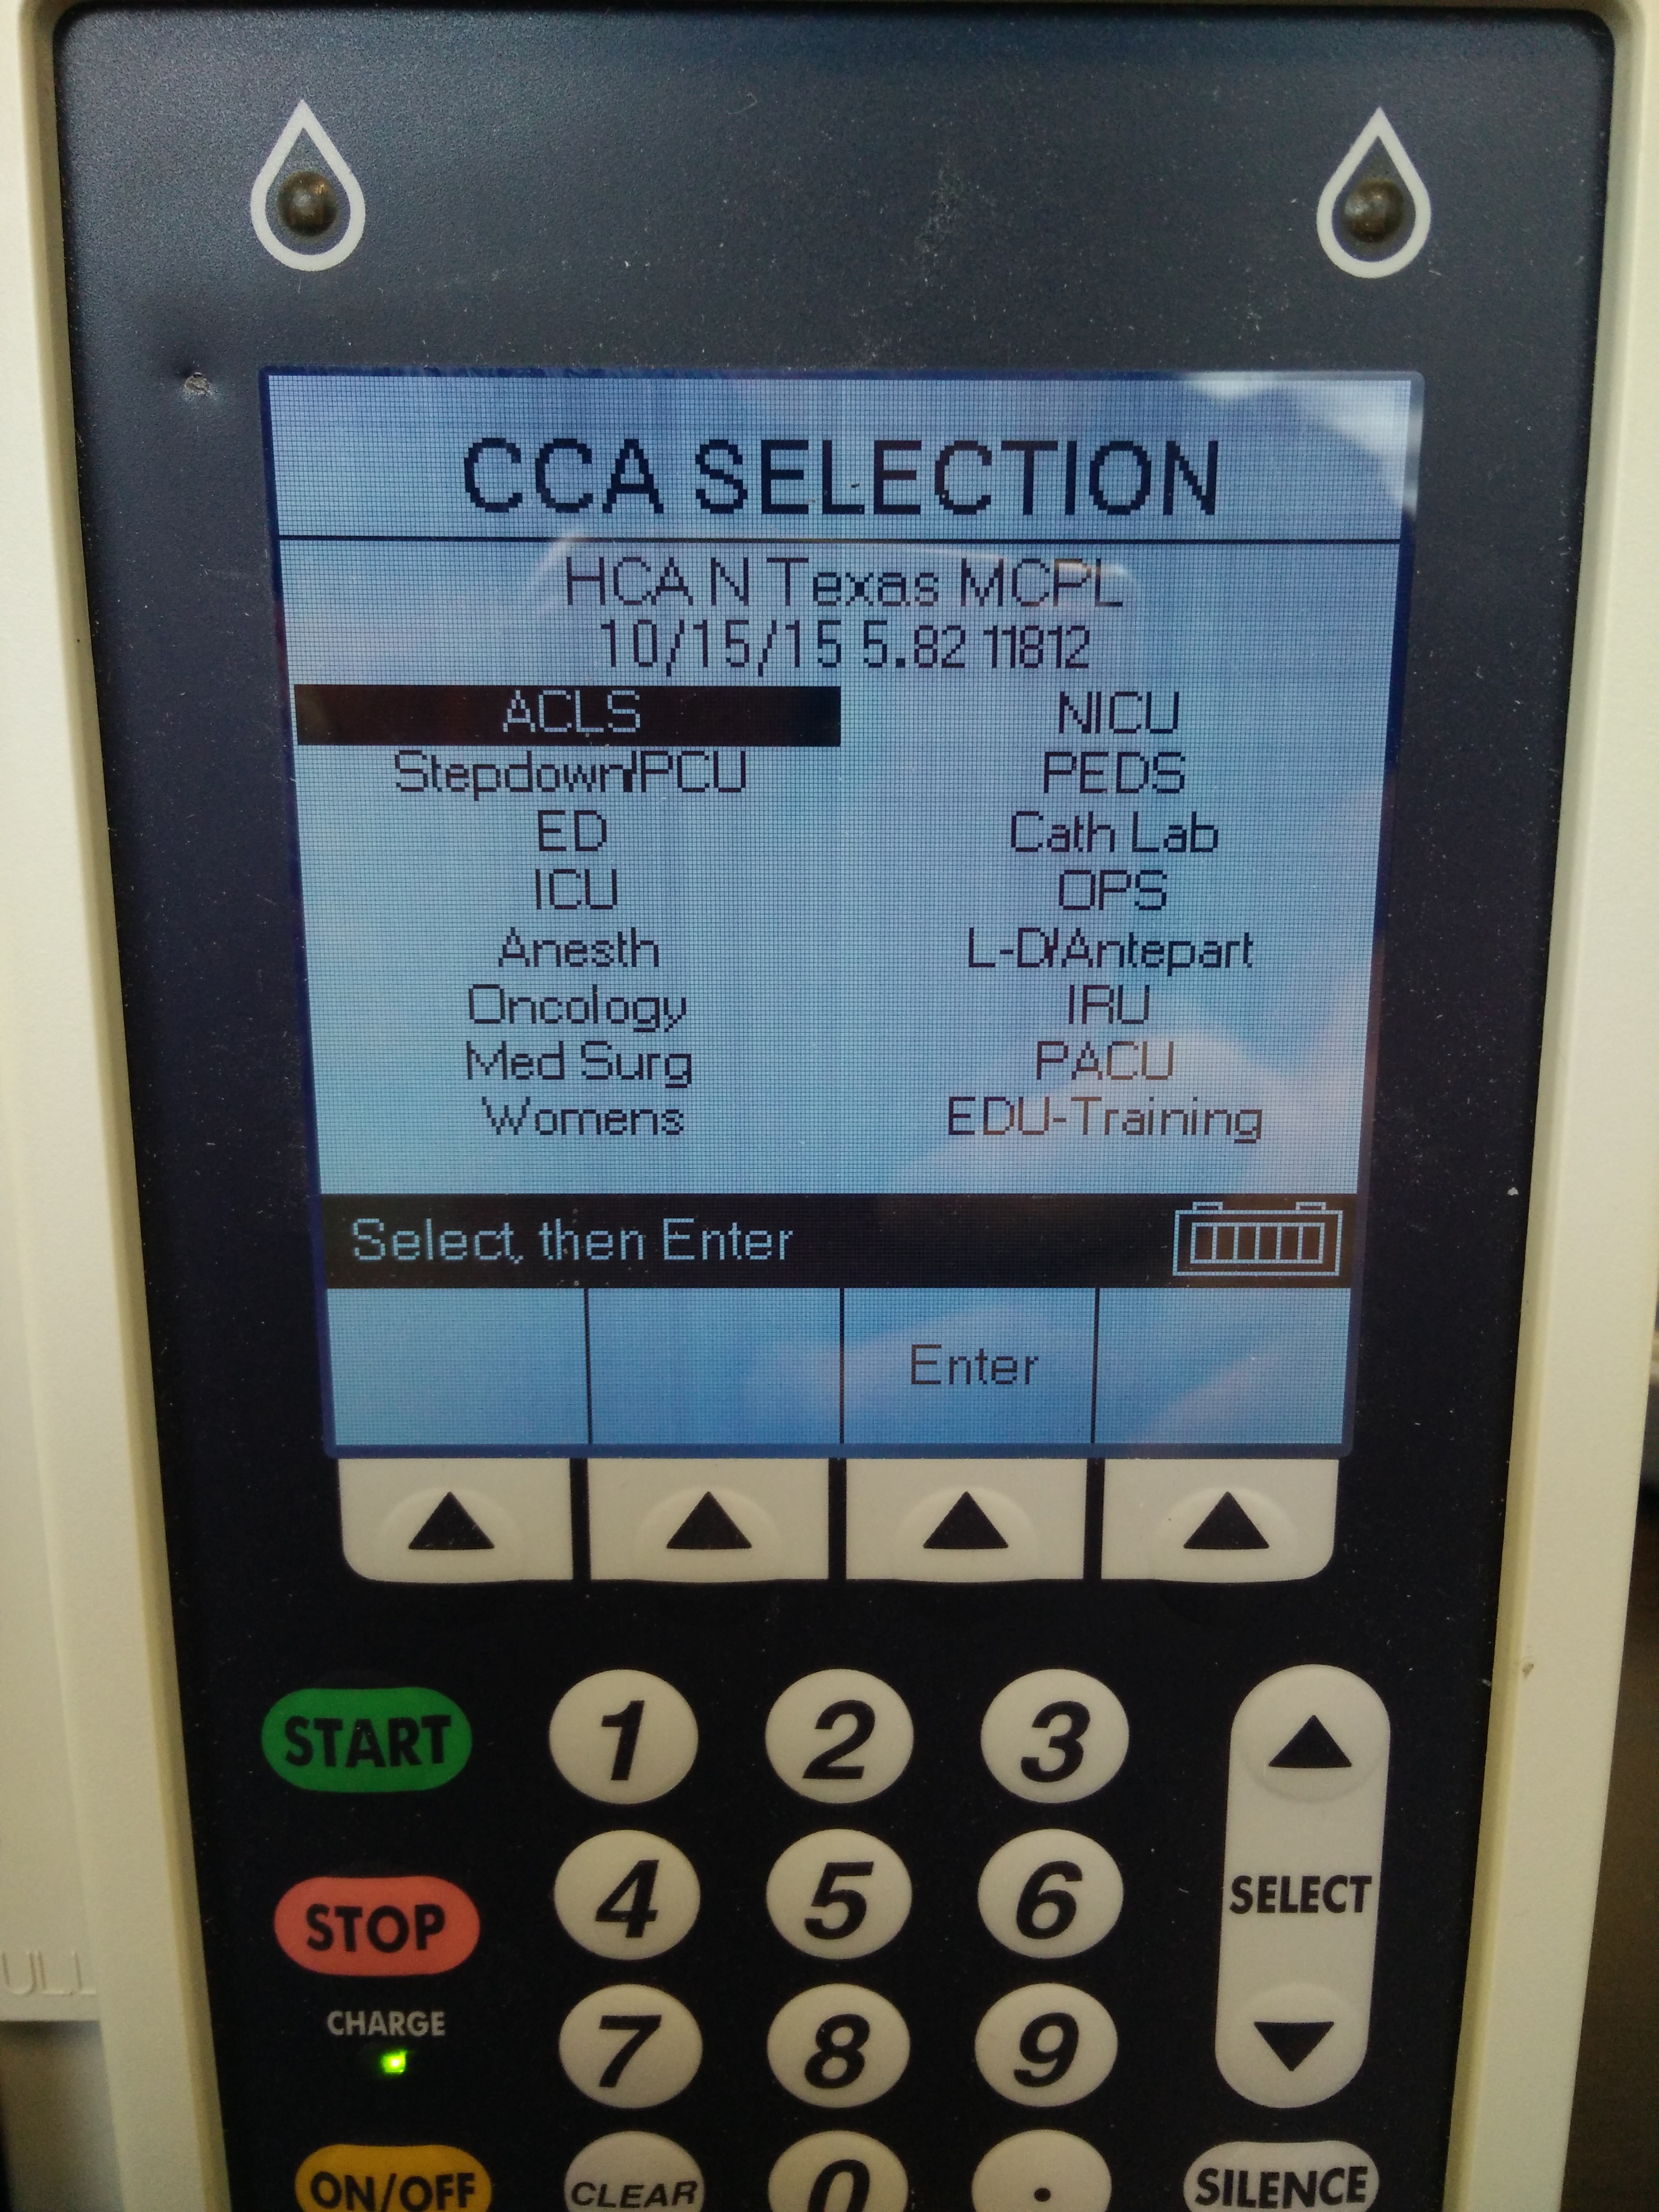 CCA SELECTION
HCA N Texas MCPL
10/15/15 5.82 11812
ACLS NICU
Stepdown/PCU PEDS
ED Cath Lab
ICU OPS
Anesth L-D/Antepart
Oncology IRU
Med Surg PACU
Womens EDU-Training
Select, then Enter
Enter
START 1 2 3
STOP 4 5 6 SELECT
CHARGE 7 8 9
ON/OFF CLEAR 0 . SILENCE